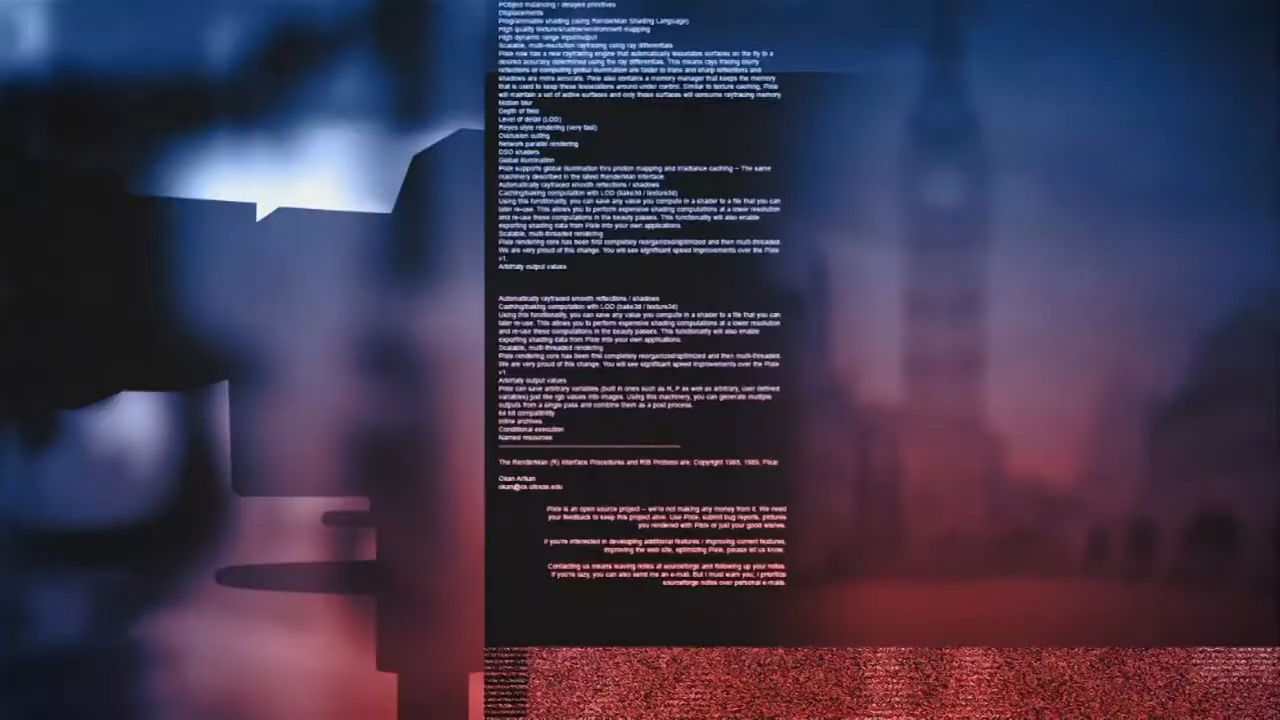 PObject instancing / delayed primitives
Displacements
Programmable shading (using RenderMan Shading Language)
High quality texture/shadow/environment mapping
High dynamic range input/output
Scalable, multi-resolution raytracing using ray differentials
Pixie now has a new raytracing engine that automatically tesselates surfaces on the fly to a
desired accuracy determined using the ray differentials. This means rays tracing blurry
reflections or computing global illumination are faster to trace and sharp reflections and
shadows are more accurate. Pixie also contains a memory manager that keeps the memory
that is used to keep these tesselations around under control. Similar to texture caching, Pixie
will maintain a set of active surfaces and only those surfaces will consume raytracing memory.
Motion blur
Depth of field
Level of detail (LOD)
Reyes style rendering (very fast)
Occlusion culling
Network parallel rendering
DSO shaders
Global illumination
Pixie supports global illumination thru photon mapping and irradiance caching – The same
machinery described in the latest RenderMan Interface.
Automatically raytraced smooth reflections / shadows
Caching/baking computation with LOD (bake3d / texture3d)
Using this functionality, you can save any value you compute in a shader to a file that you can
later re-use. This allows you to perform expensive shading computations at a lower resolution
and re-use these computations in the beauty passes. This functionality will also enable
exporting shading data from Pixie into your own applications.
Scalable, multi-threaded rendering
Pixie rendering core has been first completely reorganized/optimized and then multi-threaded.
We are very proud of this change. You will see significant speed improvements over the Pixie
v1.
Arbitrary output values
Automatically raytraced smooth reflections / shadows
Caching/baking computation with LOD (bake3d / texture3d)
Using this functionality, you can save any value you compute in a shader to a file that you can
later re-use. This allows you to perform expensive shading computations at a lower resolution
and re-use these computations in the beauty passes. This functionality will also enable
exporting shading data from Pixie into your own applications.
Scalable, multi-threaded rendering
Pixie rendering core has been first completely reorganized/optimized and then multi-threaded.
We are very proud of this change. You will see significant speed improvements over the Pixie
v1.
Arbitrary output values
Pixie can save arbitrary variables (built in ones such as N, P as well as arbitrary, user defined
variables) just like rgb values into images. Using this machinery, you can generate multiple
outputs from a single pass and combine them as a post process.
64 bit compatibility
Inline archives
Conditional execution
Named resources
The RenderMan (R) Interface Procedures and RIB Protocol are: Copyright 1988, 1989, Pixar.
Okan Arikan
okan@cs.utexas.edu
Pixie is an open source project – we're not making any money from it. We need
your feedback to keep this project alive. Use Pixie, submit bug reports, pictures
you rendered with Pixie or just your good wishes.
If you're interested in developing additional features / improving current features,
improving the web site, optimizing Pixie, please let us know.
Contacting us means leaving notes at sourceforge and following up your notes.
If you're lazy, you can also send me an e-mail. But I must warn you, I prioritize
sourceforge notes over personal e-mails.